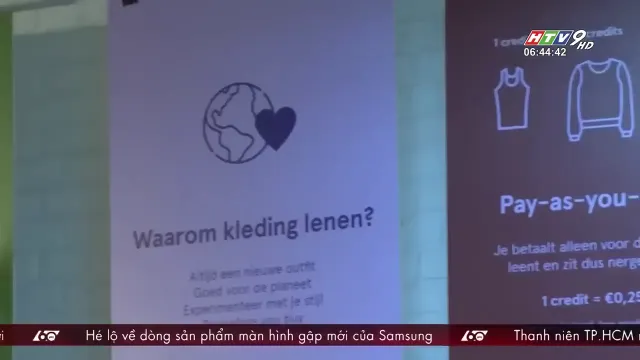 HTV9HD
06:44:42
Waarom kleding lenen?
Altijd een nieuwe outfit
Goed voor de planeet
Experimenteer met je stijl
1 credit
credits
Pay-as-you-
Je betaalt alleen voor d
leent en zit dus nerge
1 credit = €0,25
Hé lộ về dòng sản phẩm màn hình gập mới của Samsung
Thanh niên TP.HCM